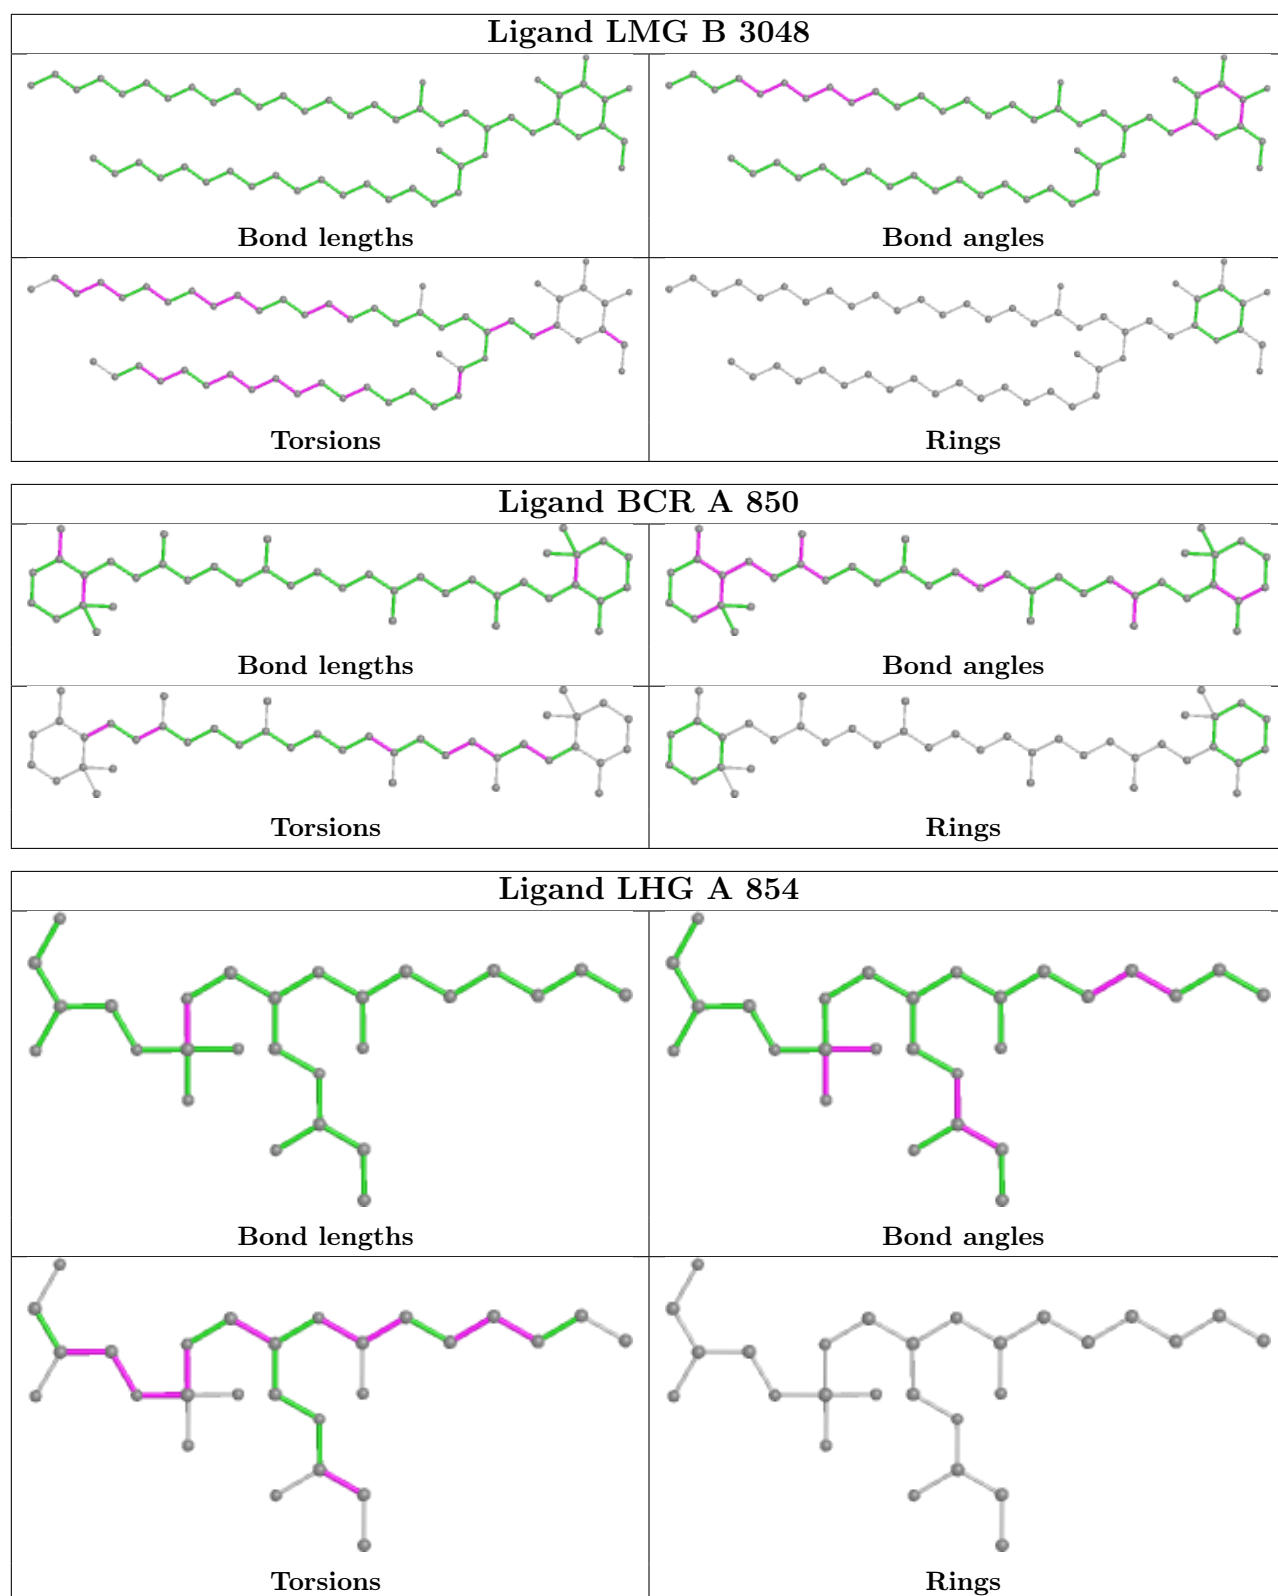 Ligand LMG B 3048
Bond lengths
Bond angles
Torsions
Rings
Ligand BCR A 850
Bond lengths
Bond angles
Torsions
Rings
Ligand LHG A 854
Bond lengths
Bond angles
Torsions
Rings